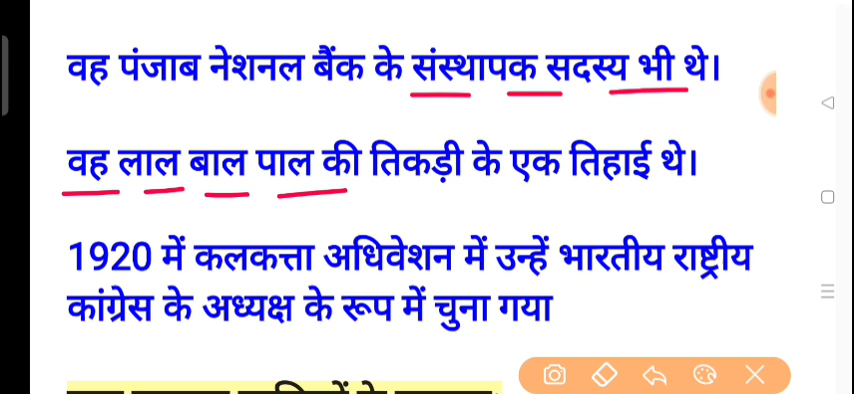 वह पंजाब नेशनल बैंक के संस्थापक सदस्य भी थे।
वह लाल बाल पाल की तिकड़ी के एक तिहाई थे।
1920 में कलकत्ता अधिवेशन में उन्हें भारतीय राष्ट्रीय
कांग्रेस के अध्यक्ष के रूप में चुना गया